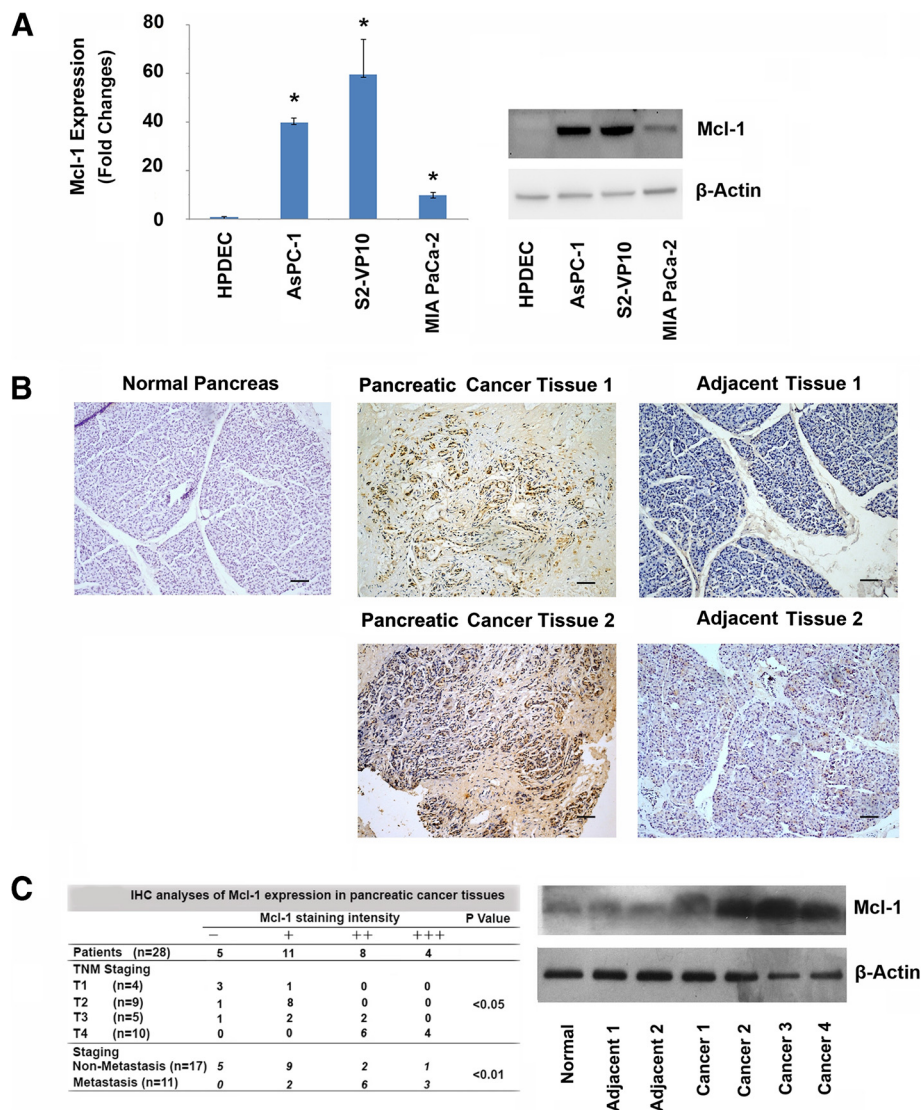 A
Mcl-1 Expression
(Fold Changes)
80
60
40
20
0
*
*
*
HPDEC
AsPC-1
S2-VP10
MIA PaCa-2
Mcl-1
β-Actin
HPDEC
AsPC-1
S2-VP10
MIA PaCa-2
B
Normal Pancreas
Pancreatic Cancer Tissue 1
Adjacent Tissue 1
Pancreatic Cancer Tissue 2
Adjacent Tissue 2
C
IHC analyses of Mcl-1 expression in pancreatic cancer tissues
Mcl-1 staining intensity P Value
− + ++ +++
Patients (n=28) 5 11 8 4
TNM Staging
T1 (n=4) 3 1 0 0
T2 (n=9) 1 8 0 0
<0.05
T3 (n=5) 1 2 2 0
T4 (n=10) 0 0 6 4
Staging
Non-Metastasis (n=17) 5 9 2 1
<0.01
Metastasis (n=11) 0 2 6 3
Mcl-1
β-Actin
Normal
Adjacent 1
Adjacent 2
Cancer 1
Cancer 2
Cancer 3
Cancer 4